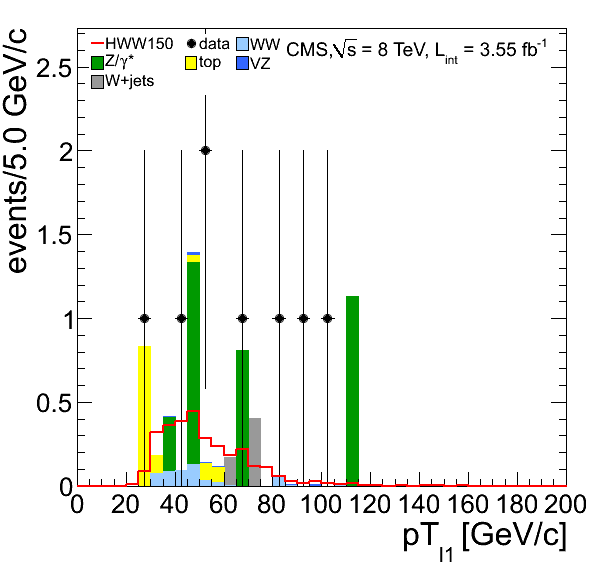 HWW150 data WW CMS,√s = 8 TeV, L_int = 3.55 fb⁻¹
Z/γ* top VZ
W+jets
events/5.0 GeV/c
2.5
2
1.5
1
0.5
0
0 20 40 60 80 100 120 140 160 180 200
pT_l1 [GeV/c]